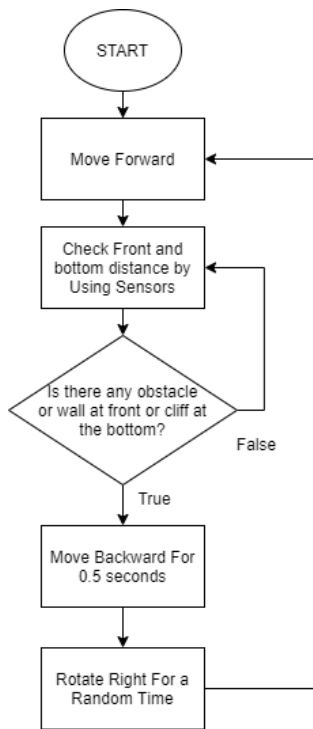 START
Move Forward
Check Front and
bottom distance by
Using Sensors
Is there any obstacle
or wall at front or cliff at
the bottom?
False
True
Move Backward For
0.5 seconds
Rotate Right For a
Random Time